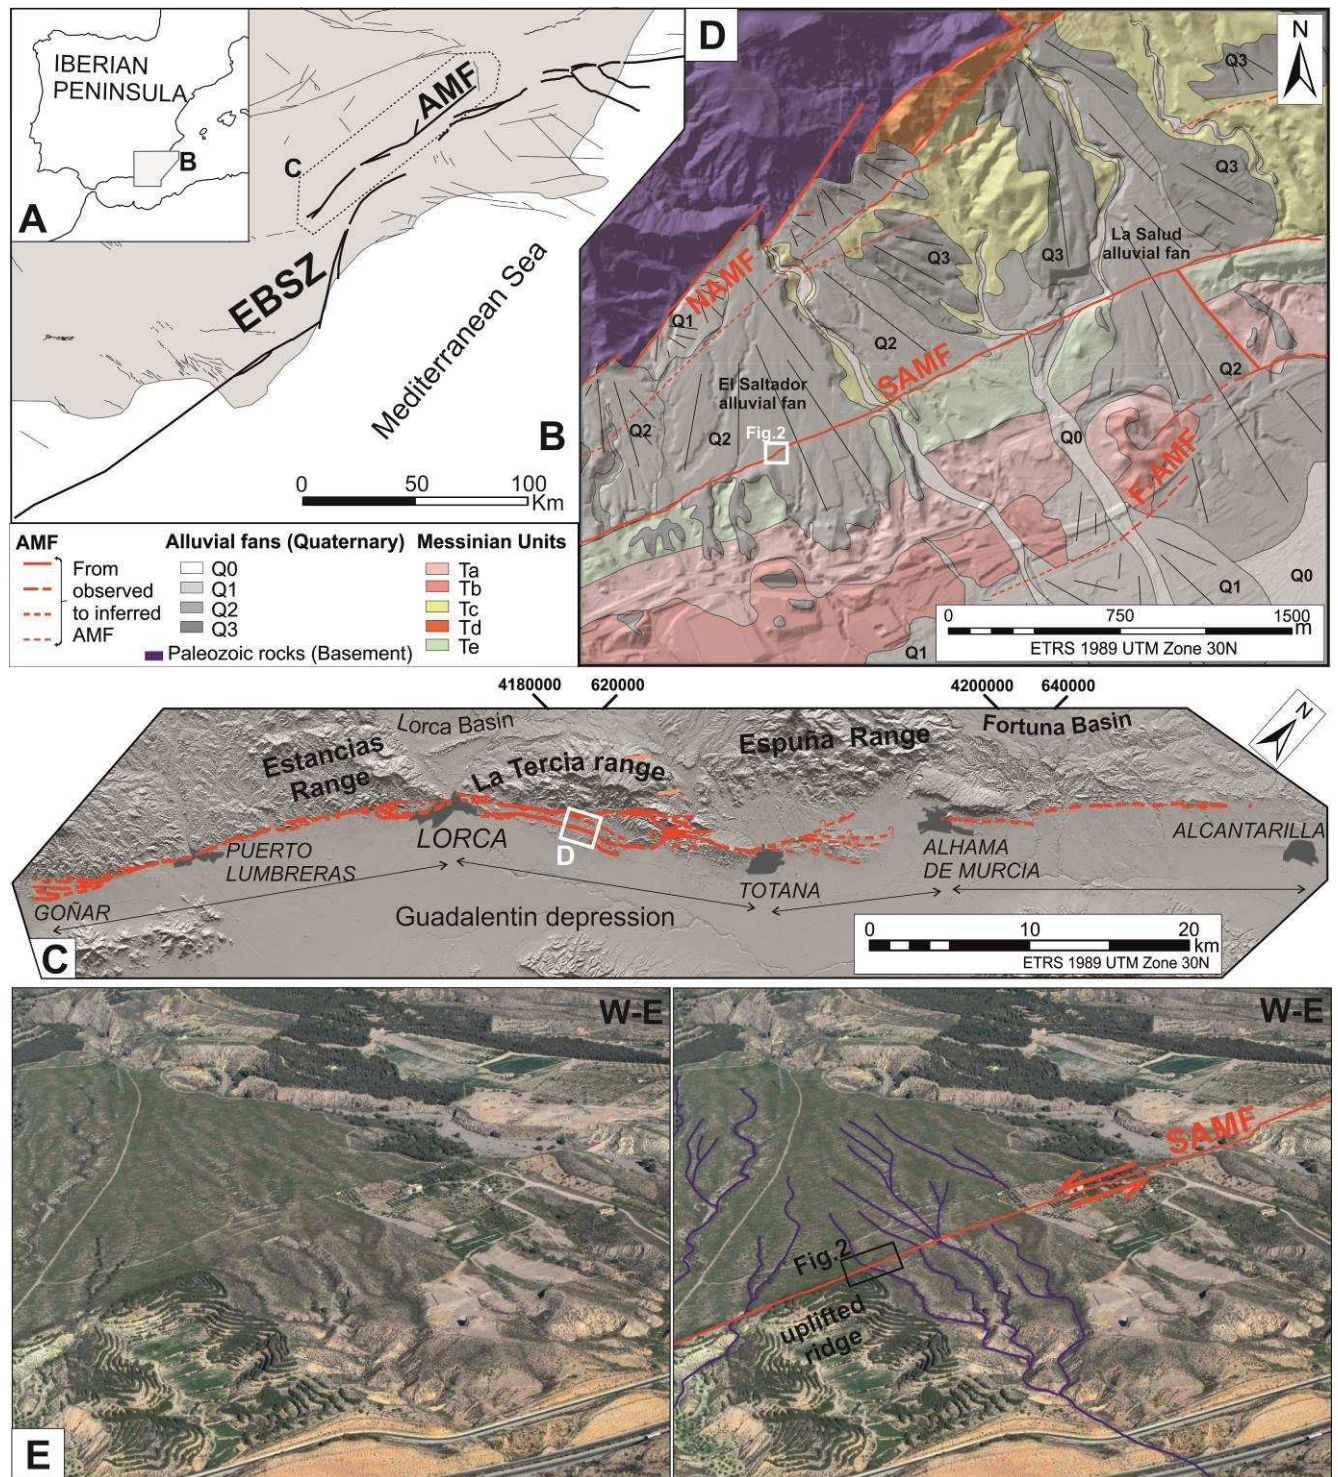 IBERIAN
PENINSULA
B
A
AMF
C
EBSZ
Mediterranean Sea
B
0 50 100
Km
D
N
Q3
Q3
La Salud
alluvial fan
Q3
Q3
NAMF
Q1
Q2
SAMF
El Saltador
alluvial fan
Q2
Q2
Fig.2
Q2
Q0
F-AMF
Q1
Q0
Q1
0 750 1500
m
ETRS 1989 UTM Zone 30N
AMF
From
observed
to inferred
AMF
Alluvial fans (Quaternary)
Q0
Q1
Q2
Q3
Messinian Units
Ta
Tb
Tc
Td
Te
Paleozoic rocks (Basement)
4180000 620000 4200000 640000
Lorca Basin
Fortuna Basin
N
Estancias
Range
La Tercia range
Espuña Range
LORCA
D
PUERTO
LUMBRERAS
GOÑAR
TOTANA
ALHAMA
DE MURCIA
ALCANTARILLA
Guadalentin depression
0 10 20
km
ETRS 1989 UTM Zone 30N
C
W-E
E
W-E
SAMF
Fig.2
uplifted
ridge